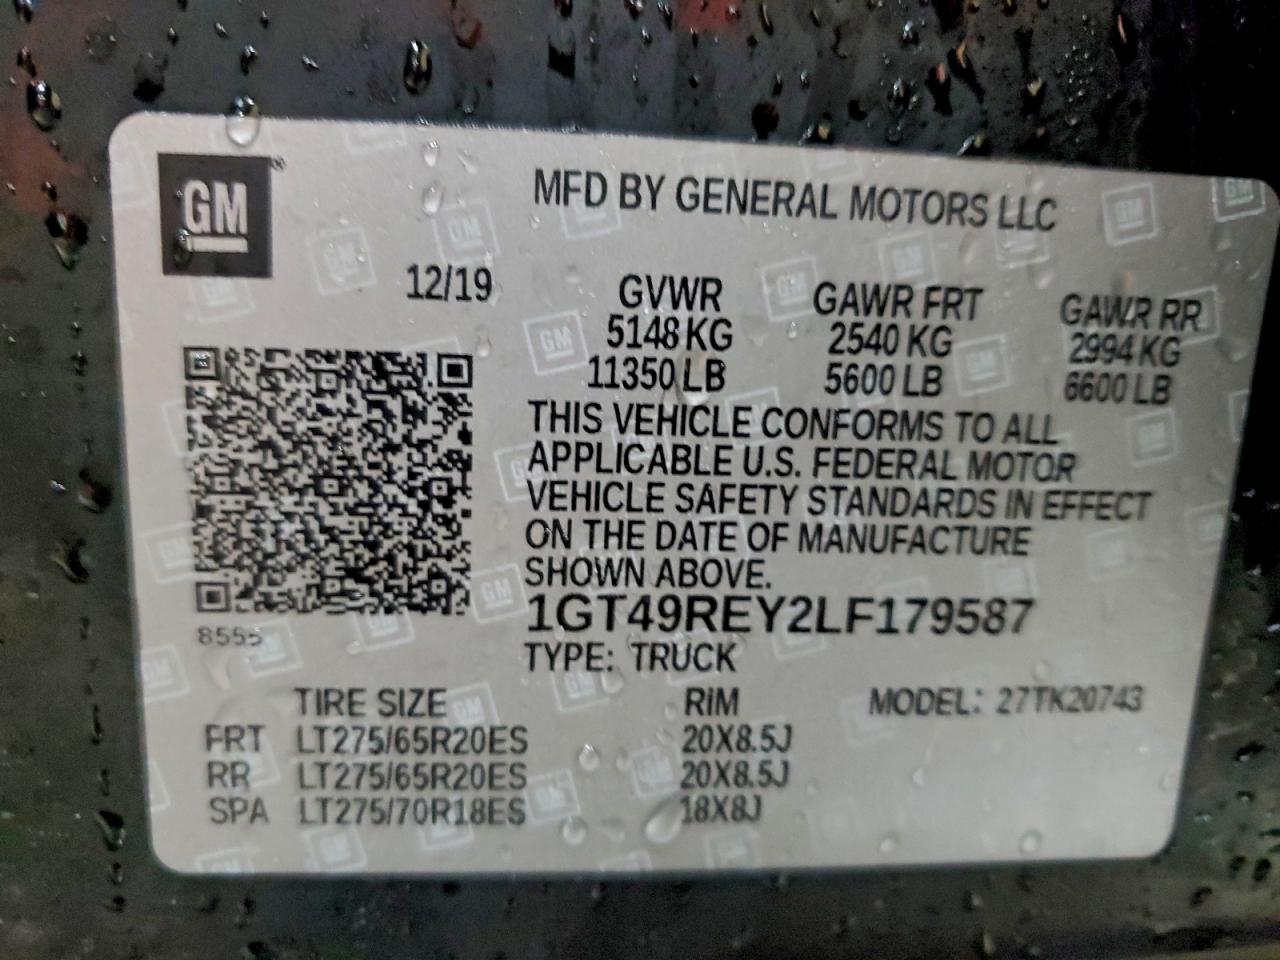 GM
MFD BY GENERAL MOTORS LLC
12/19 GVWR GAWR FRT GAWR RR
5148 KG 2540 KG 2994 KG
11350 LB 5600 LB 6600 LB
THIS VEHICLE CONFORMS TO ALL
APPLICABLE U.S. FEDERAL MOTOR
VEHICLE SAFETY STANDARDS IN EFFECT
ON THE DATE OF MANUFACTURE
SHOWN ABOVE.
1GT49REY2LF179587
8555
TYPE: TRUCK
TIRE SIZE RIM MODEL: 27TK20743
FRT LT275/65R20ES 20X8.5J
RR LT275/65R20ES 20X8.5J
SPA LT275/70R18ES 18X8J